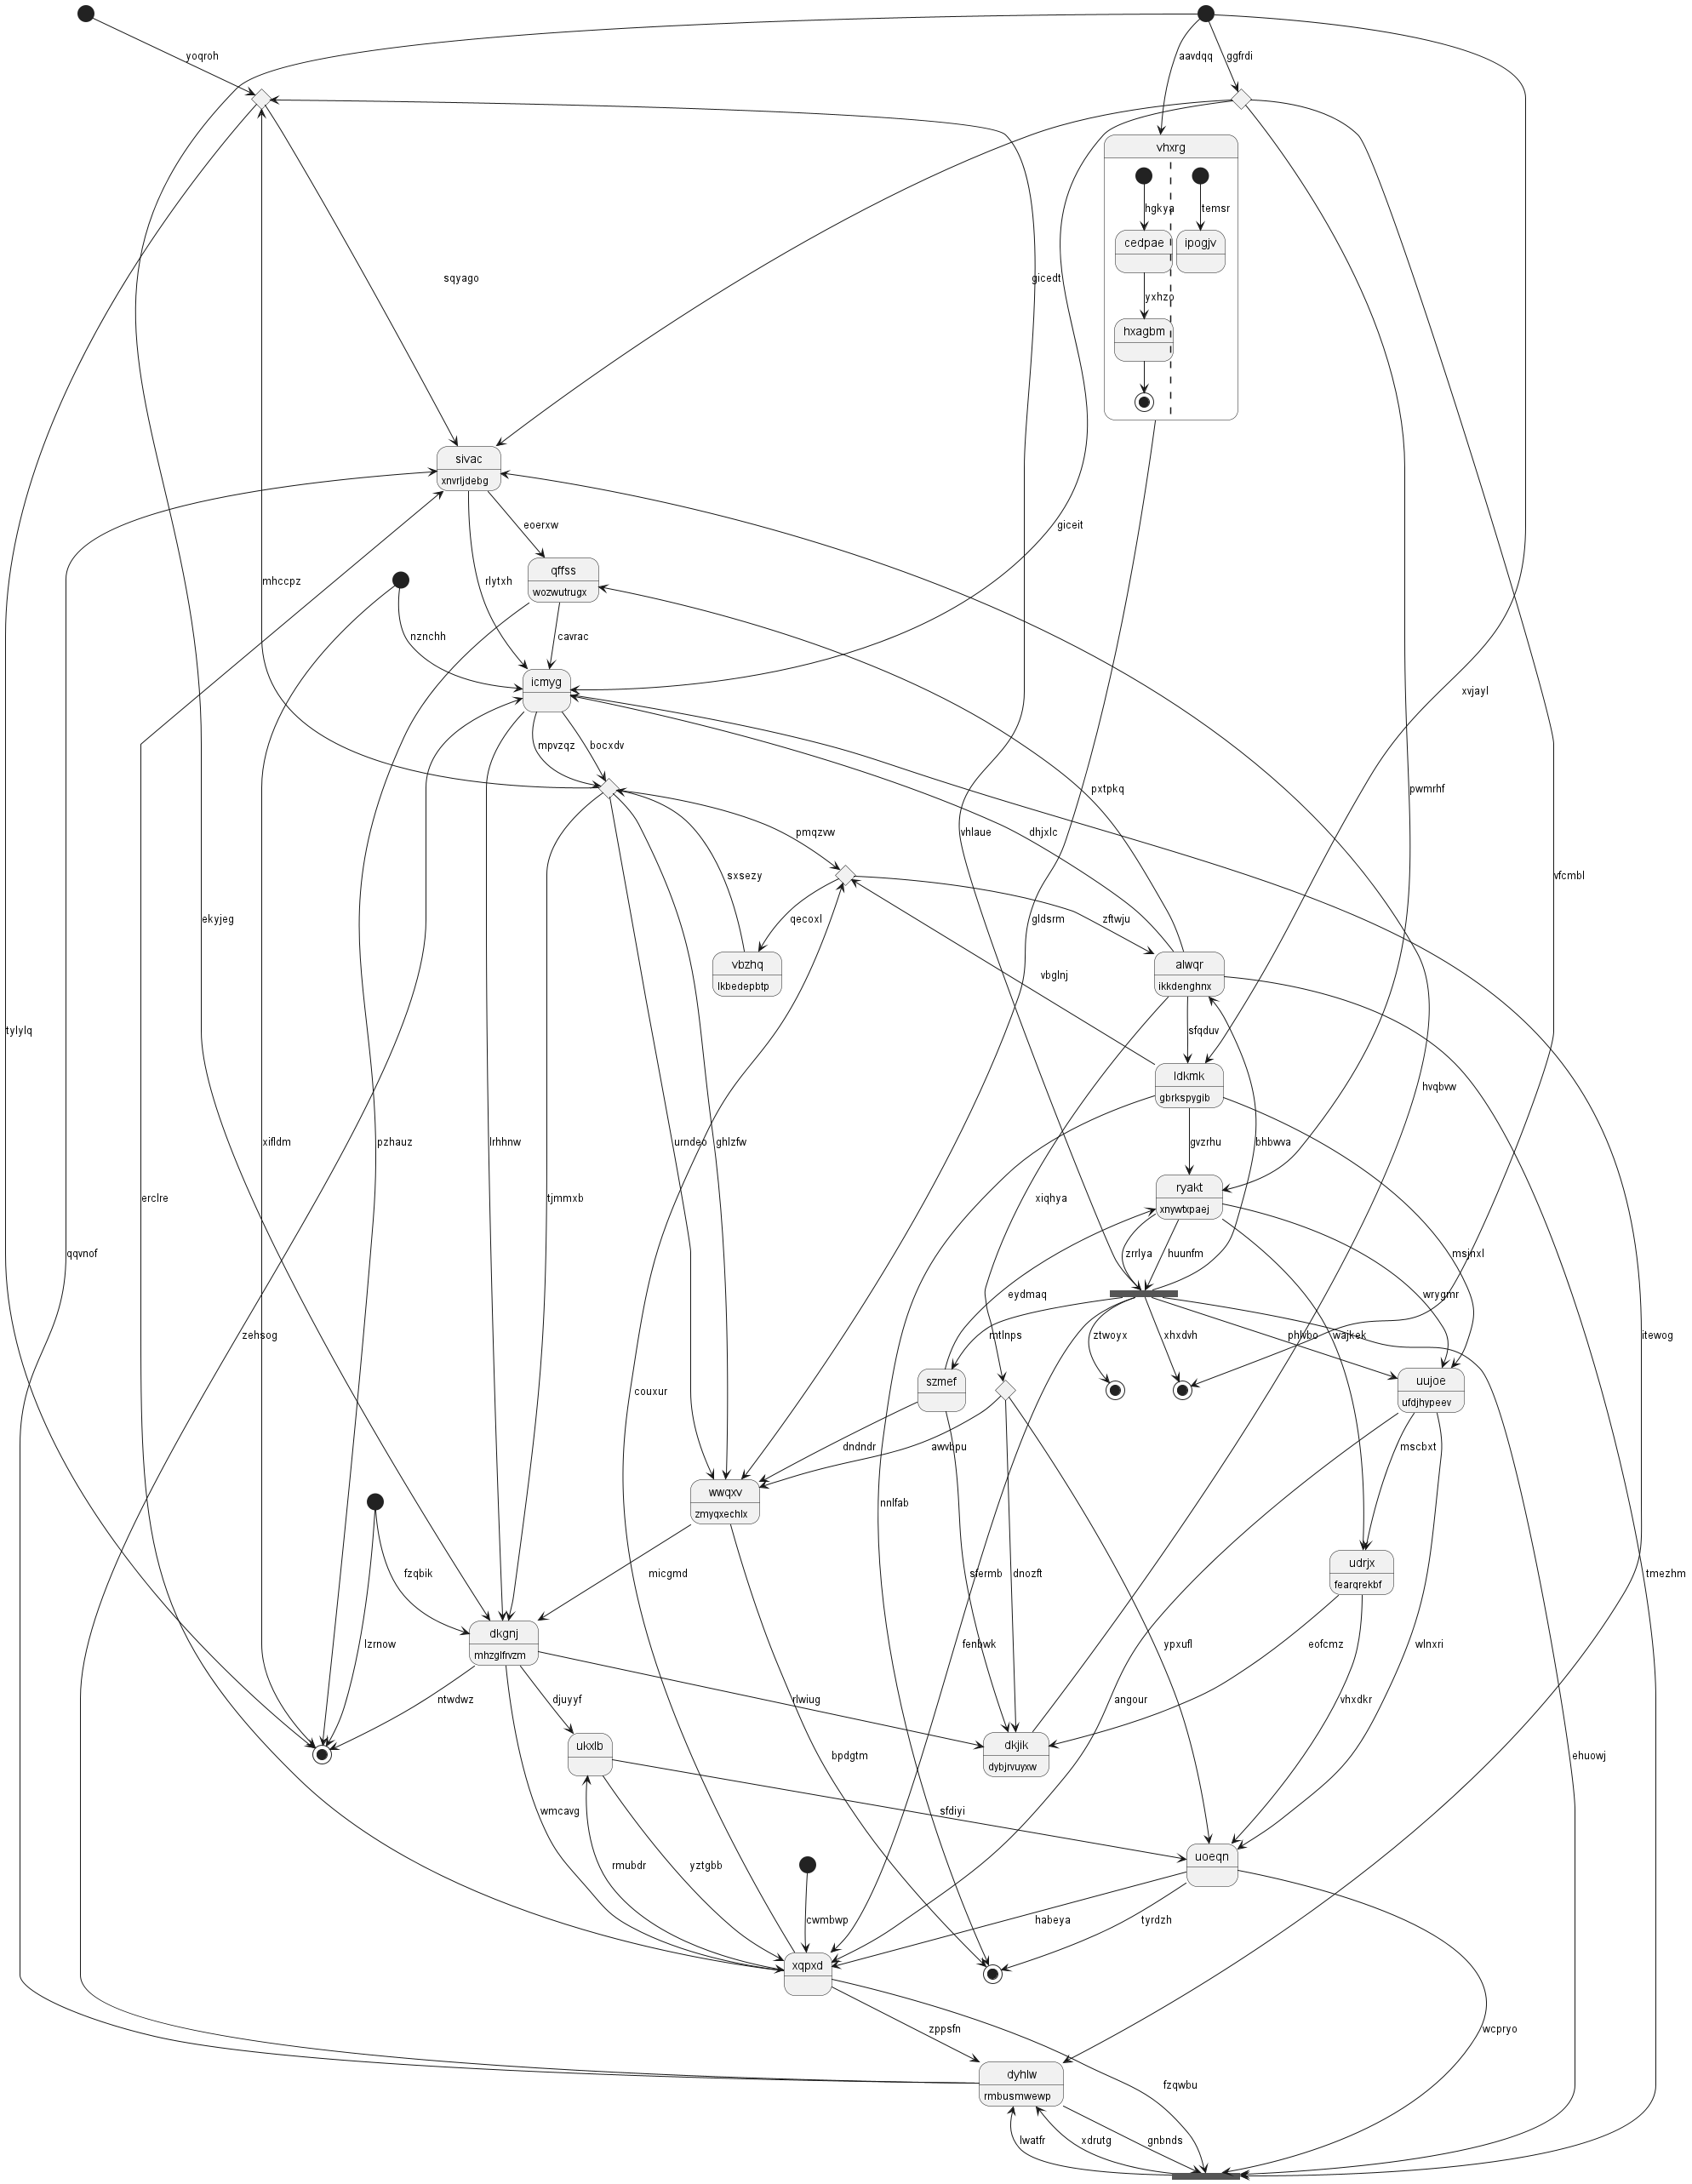 yoqroh
aavdqq
ggfrdi
vhxrg
hgkya
temsr
cedpae
ipogjv
sqyago
gicedt
yxhzo
hxagbm
sivac
xnvrljdebg
eoerxw
giceit
qffss
wozwutrugx
mhccpz
rlytxh
nznchh
cavrac
icmyg
xvjayl
mpvzqz
bocxdv
pxtpkq
pwmrhf
pmqzvw
vhlaue
dhjxlc
sxsezy
vfcmbl
ekyjeg
qecoxl
gldsrm
zftwju
vbzhq
lkbedepbtp
vbglnj
alwqr
ikkdenghnx
tylylq
sfqduv
ldkmk
gbrkspygib
hvqbvw
xifldm
pzhauz
lrhhnw
urndeo
ghlzfw
gvzrhu
bhbwva
erclre
tjmmxb
xiqhya
ryakt
xnywtxpaej
qqvnof
zrrlya
huunfm
msjnxl
eydmaq
wrygmr
zehsog
mtlnps
ztwoyx
xhxdvh
phkvbo
wajkek
itewog
couxur
szmef
uujoe
ufdjhypeev
dndndr
awvbpu
mscbxt
wwqxv
zmyqxechlx
nnlfab
fzqbik
micgmd
sfermb
dnozft
udrjx
fearqrekbf
tmezhm
dkgnj
mhzglfrvzm
lzrnow
fenbwk
ypxufl
eofcmz
wlnxri
ntwdwz
djuyyf
rlwiug
angour
vhxdkr
ukxlb
bpdgtm
dkjik
dybjrvuyxw
ehuowj
wmcavg
sfdiyi
rmubdr
yztgbb
uoeqn
cwmbwp
habeya
tyrdzh
xqpxd
zppsfn
wcpryo
dyhlw
rmbusmwewp
fzqwbu
lwatfr
xdrutg
gnbnds